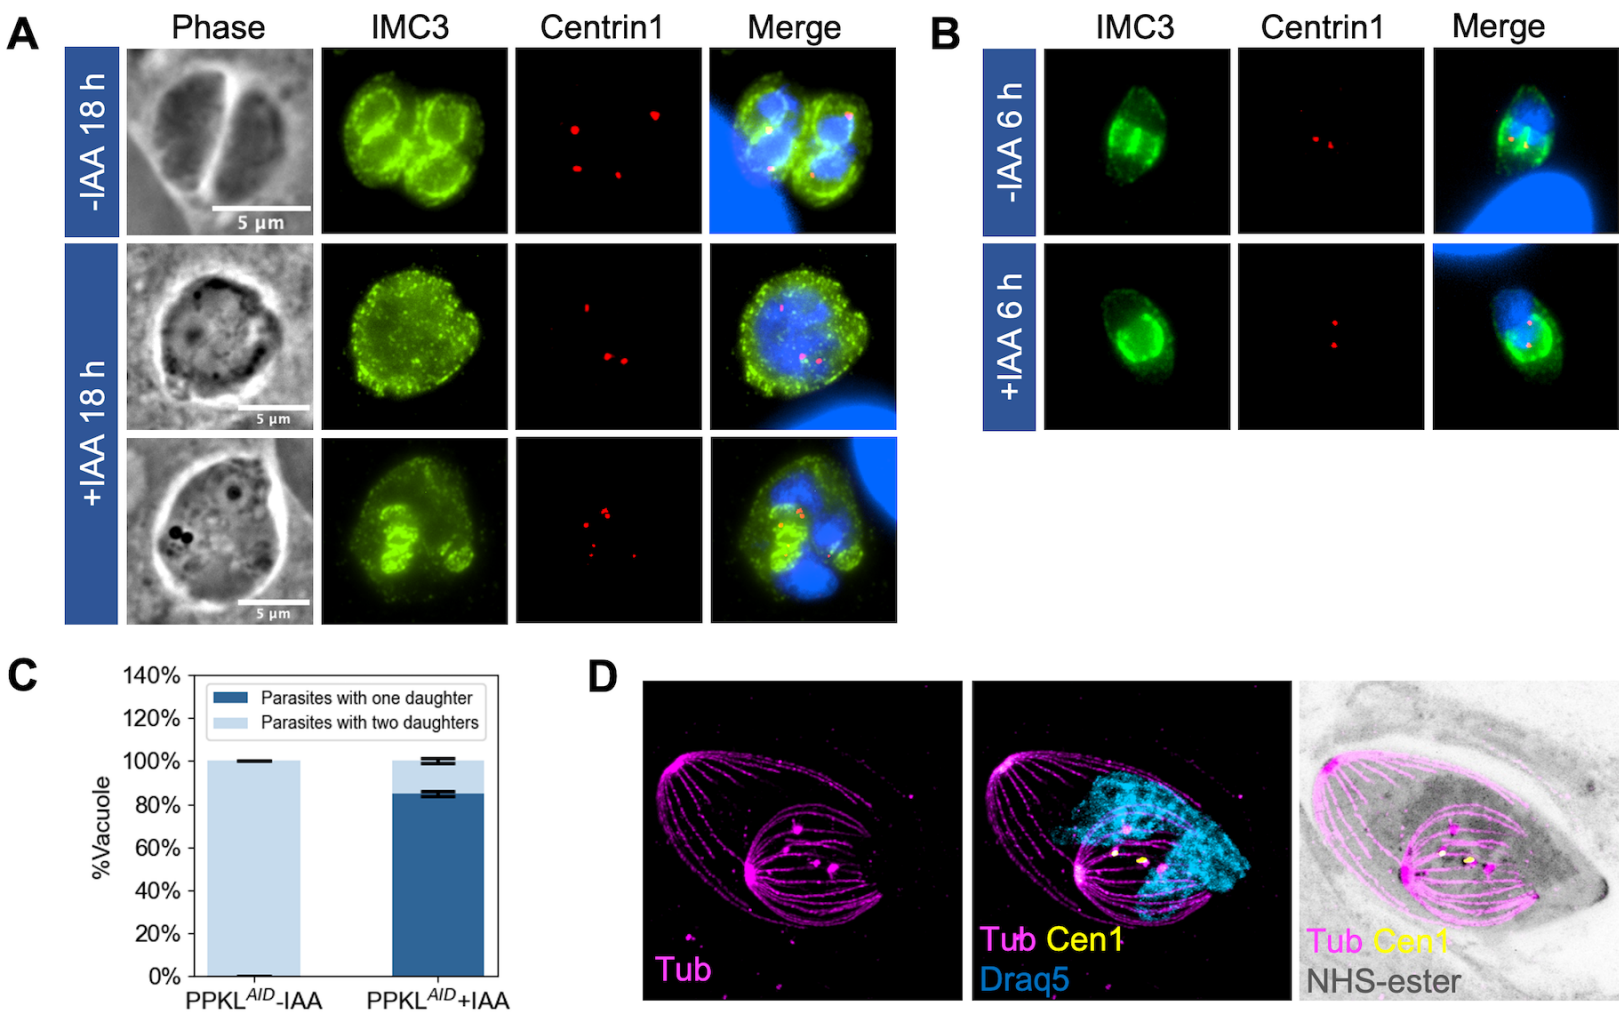 A
Phase IMC3 Centrin1 Merge
-IAA 18 h
5 µm
+IAA 18 h
5 µm
5 µm
B
IMC3 Centrin1 Merge
-IAA 6 h
+IAA 6 h
C
%Vacuole
140%
120%
100%
80%
60%
40%
20%
0%
Parasites with one daughter
Parasites with two daughters
PPKL^AID-IAA PPKL^AID+IAA
D
Tub
Tub Cen1
Draq5
Tub Cen1
NHS-ester